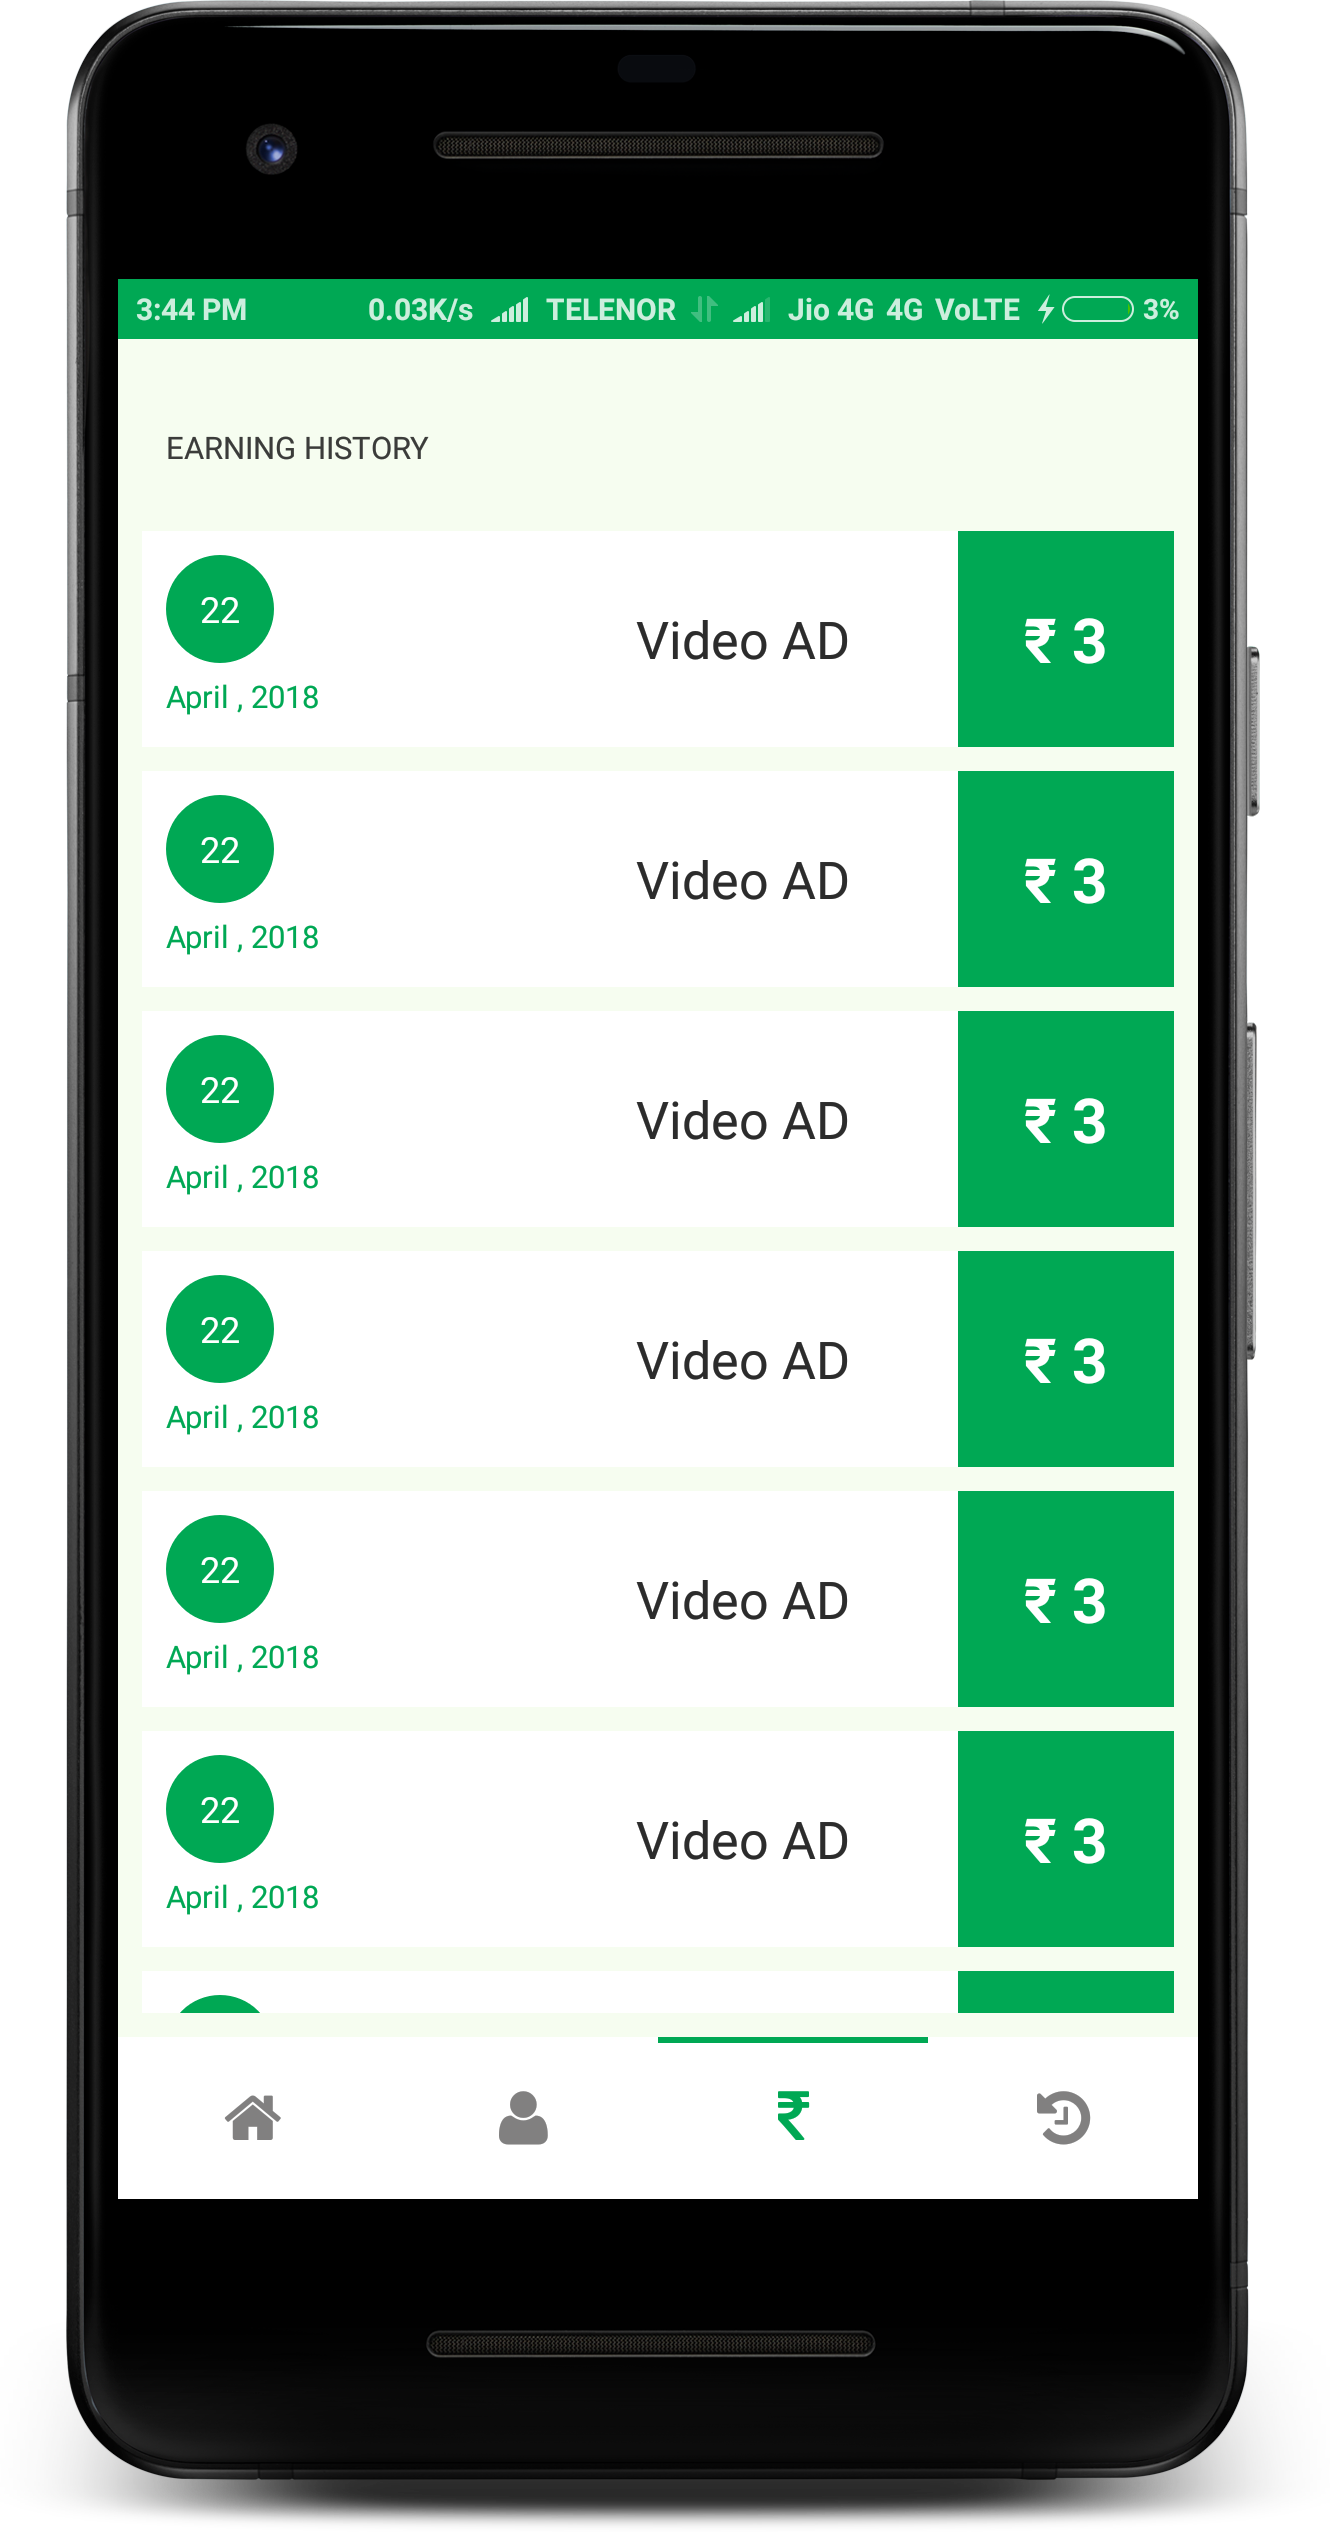 3:44 PM 0.03K/s TELENOR Jio 4G 4G VoLTE 3%
EARNING HISTORY
22
Video AD
₹ 3
April , 2018
22
Video AD
₹ 3
April , 2018
22
Video AD
₹ 3
April , 2018
22
Video AD
₹ 3
April , 2018
22
Video AD
₹ 3
April , 2018
22
Video AD
₹ 3
April , 2018
₹